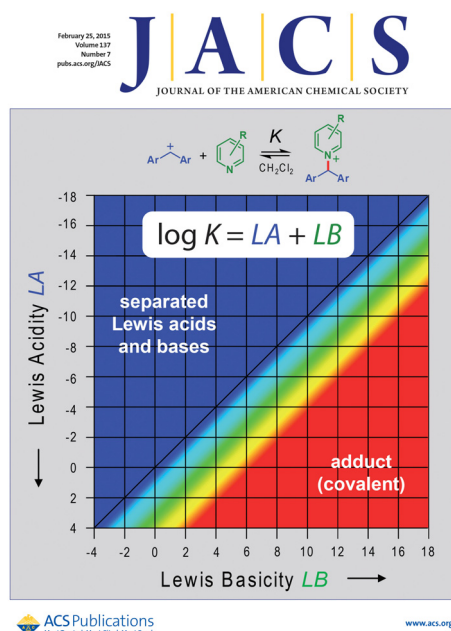 February 25, 2015
Volume 137
Number 7
pubs.acs.org/JACS
J|A|C|S
JOURNAL OF THE AMERICAN CHEMICAL SOCIETY
R
R
K
+
N
+
Ar
Ar
+
N
CH₂Cl₂
Ar
Ar
-18
-16
log K = LA + LB
-14
-12
separated
Lewis acids
and bases
-10
-8
-6
-4
-2
0
2
4
Lewis Acidity LA
adduct
(covalent)
-4 -2 0 2 4 6 8 10 12 14 16 18
Lewis Basicity LB
ACS Publications
www.acs.org